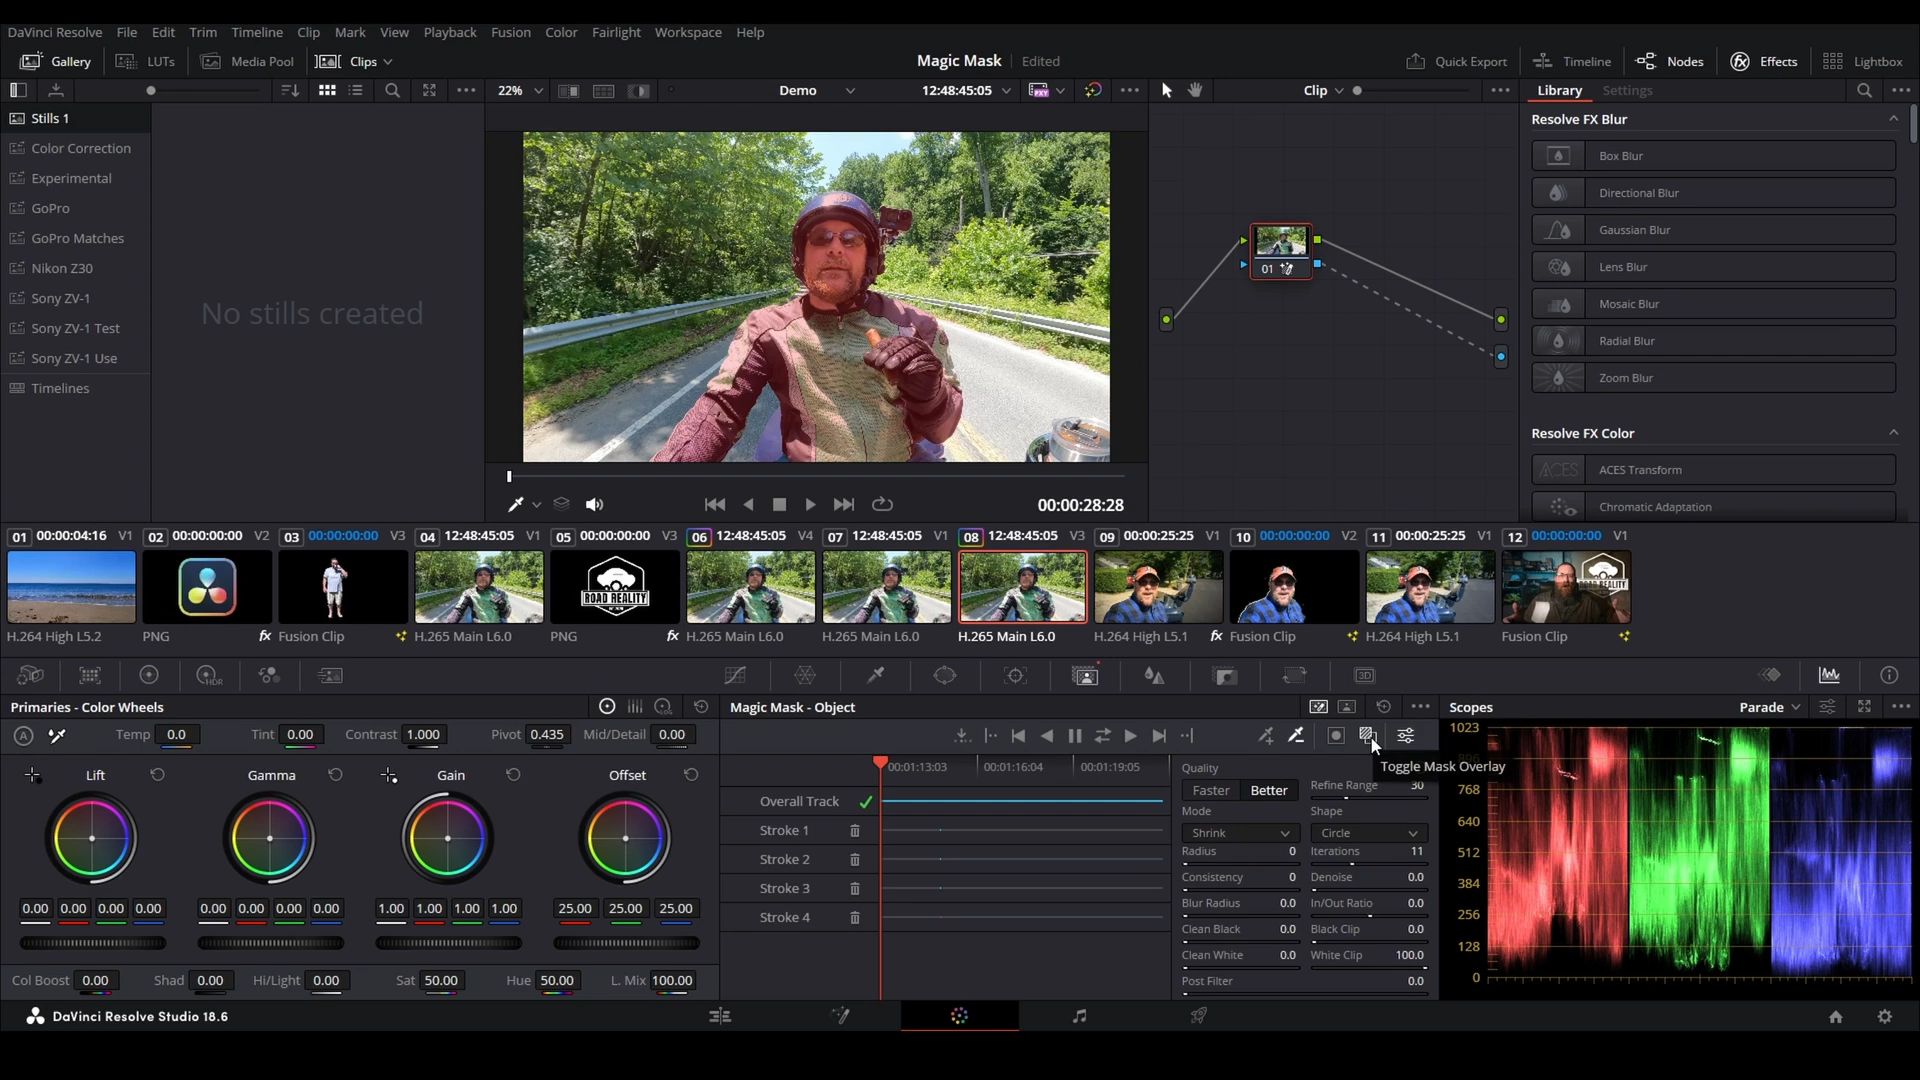 DaVinci Resolve File Edit Trim Timeline Clip Mark View Playback Fusion Color Fairlight Workspace Help
Gallery LUTs Media Pool Clips Magic Mask Edited Quick Export Timeline Nodes Effects Lightbox
22% Demo 12:48:45:05 PXY Clip Library Settings
Stills 1
Color Correction
Experimental
GoPro
GoPro Matches
Nikon Z30
Sony ZV-1
Sony ZV-1 Test
Sony ZV-1 Use
Timelines
No stills created
01
Resolve FX Blur
Box Blur
Directional Blur
Gaussian Blur
Lens Blur
Mosaic Blur
Radial Blur
Zoom Blur
Resolve FX Color
ACES ACES Transform
Chromatic Adaptation
00:00:28:28
01 00:00:04:16 V1 02 00:00:00:00 V2 03 00:00:00:00 V3 04 12:48:45:05 V1 05 00:00:00:00 V3 06 12:48:45:05 V4 07 12:48:45:05 V1 08 12:48:45:05 V3 09 00:00:25:25 V1 10 00:00:00:00 V2 11 00:00:25:25 V1 12 00:00:00:00 V1
ROAD REALITY
ROAD REALITY
H.264 High L5.2 PNG fx Fusion Clip H.265 Main L6.0 PNG fx H.265 Main L6.0 H.265 Main L6.0 H.265 Main L6.0 H.264 High L5.1 fx Fusion Clip H.264 High L5.1 Fusion Clip
HDR 3D
Primaries - Color Wheels Magic Mask - Object Scopes Parade
A Temp 0.0 Tint 0.00 Contrast 1.000 Pivot 0.435 Mid/Detail 0.00
Lift Gamma Gain Offset
0.00 0.00 0.00 0.00 0.00 0.00 0.00 0.00 1.00 1.00 1.00 1.00 25.00 25.00 25.00
Col Boost 0.00 Shad 0.00 Hi/Light 0.00 Sat 50.00 Hue 50.00 L. Mix 100.00
00:01:13:03 00:01:16:04 00:01:19:05
Overall Track
Stroke 1
Stroke 2
Stroke 3
Stroke 4
Toggle Mask Overlay
Quality
Faster Better Refine Range 30
Mode Shape
Shrink Circle
Radius 0 Iterations 11
Consistency 0 Denoise 0.0
Blur Radius 0.0 In/Out Ratio 0.0
Clean Black 0.0 Black Clip 0.0
Clean White 0.0 White Clip 100.0
Post Filter 0.0
1023
896
768
640
512
384
256
128
0
DaVinci Resolve Studio 18.6